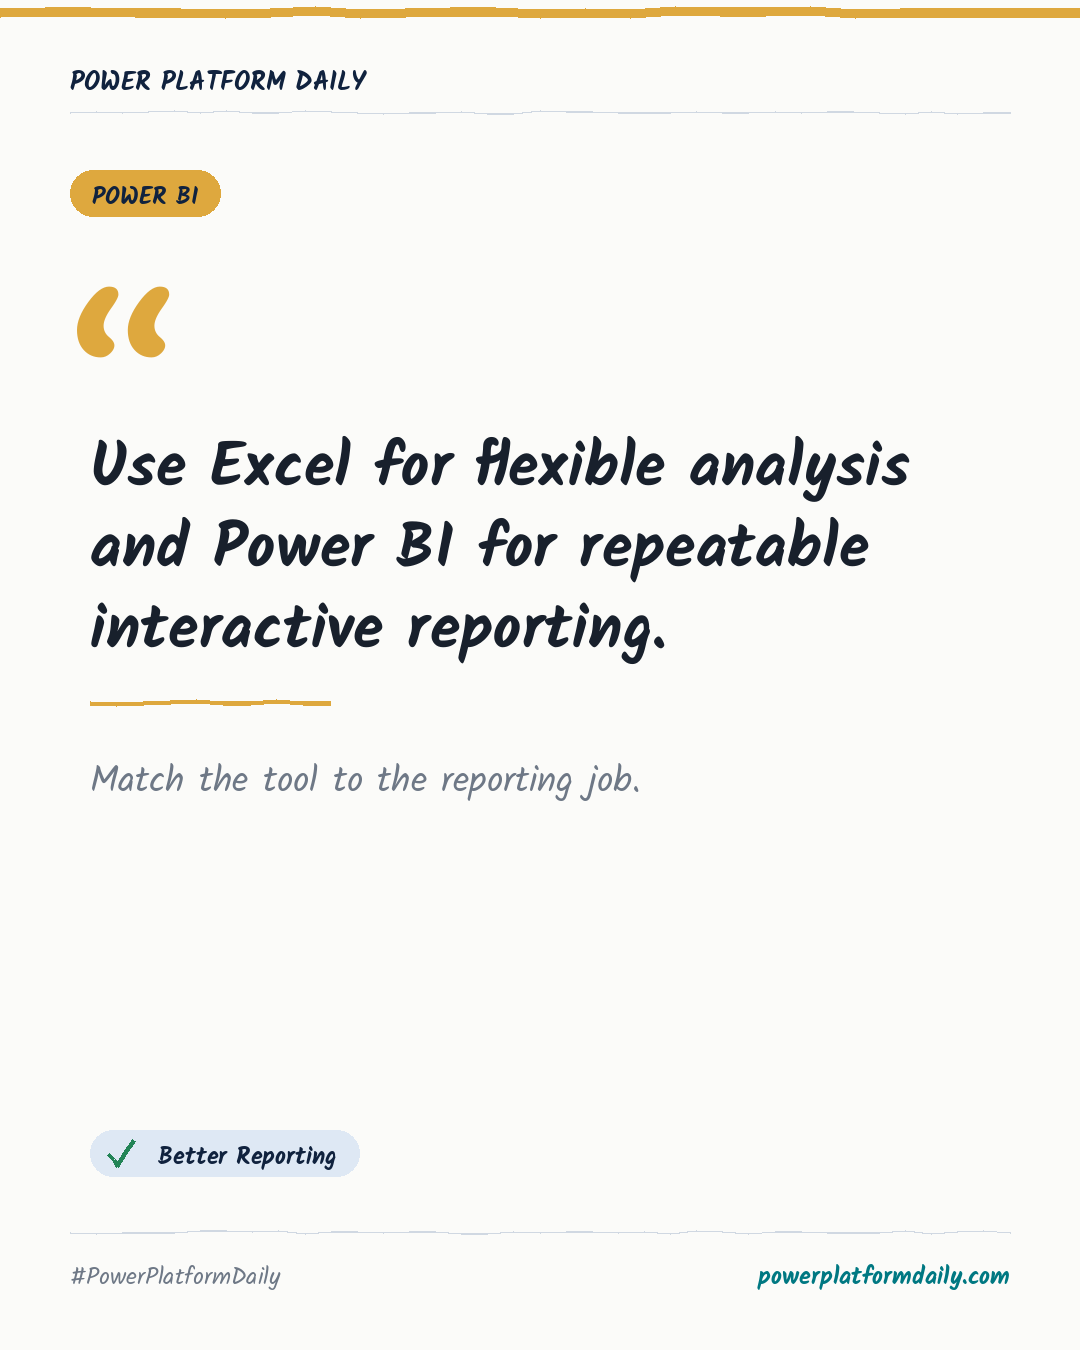 POWER PLATFORM DAILY
POWER BI
“
Use Excel for flexible analysis
and Power BI for repeatable
interactive reporting.
Match the tool to the reporting job.
✓ Better Reporting
#PowerPlatformDaily
powerplatformdaily.com